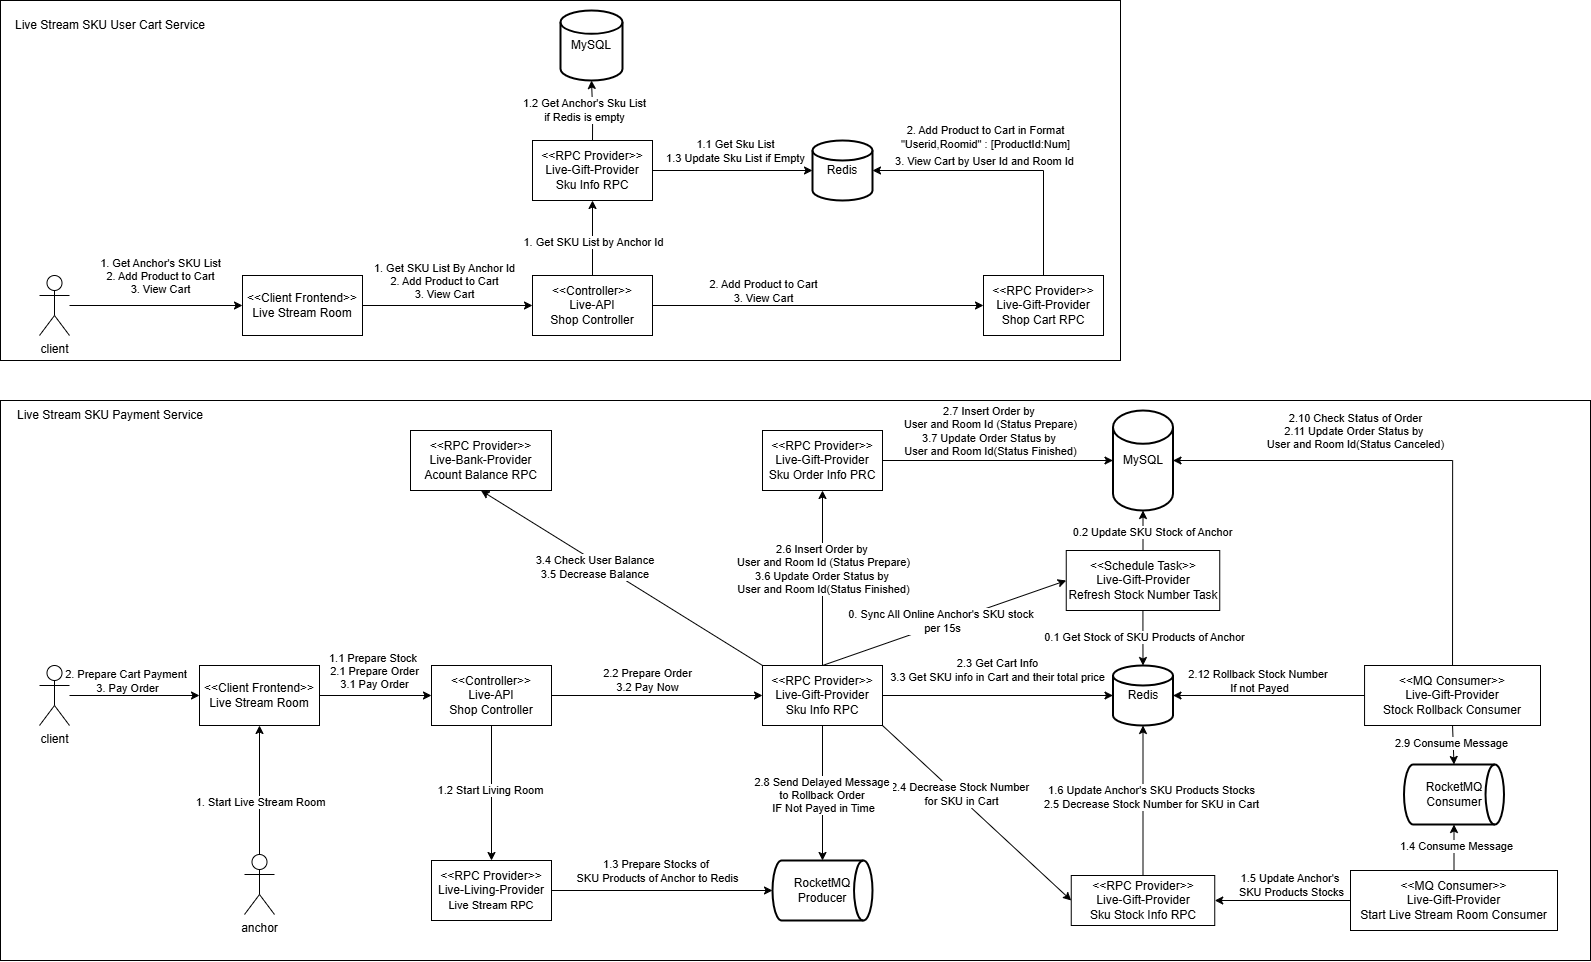 Live Stream SKU User Cart Service
MySQL
1.2 Get Anchor's Sku List
if Redis is empty
<<RPC Provider>>
Live-Gift-Provider
Sku Info RPC
1.1 Get Sku List
1.3 Update Sku List if Empty
Redis
2. Add Product to Cart in Format
"Userid,Roomid" : [ProductId:Num]
3. View Cart by User Id and Room Id
1. Get SKU List by Anchor Id
client
1. Get Anchor's SKU List
2. Add Product to Cart
3. View Cart
<<Client Frontend>>
Live Stream Room
1. Get SKU List By Anchor Id
2. Add Product to Cart
3. View Cart
<<Controller>>
Live-API
Shop Controller
2. Add Product to Cart
3. View Cart
<<RPC Provider>>
Live-Gift-Provider
Shop Cart RPC
Live Stream SKU Payment Service
<<RPC Provider>>
Live-Bank-Provider
Acount Balance RPC
<<RPC Provider>>
Live-Gift-Provider
Sku Order Info PRC
2.7 Insert Order by
User and Room Id (Status Prepare)
3.7 Update Order Status by
User and Room Id(Status Finished)
MySQL
2.10 Check Status of Order
2.11 Update Order Status by
User and Room Id(Status Canceled)
3.4 Check User Balance
3.5 Decrease Balance
2.6 Insert Order by
User and Room Id (Status Prepare)
3.6 Update Order Status by
User and Room Id(Status Finished)
0.2 Update SKU Stock of Anchor
<<Schedule Task>>
Live-Gift-Provider
Refresh Stock Number Task
0. Sync All Online Anchor's SKU stock
per 15s
0.1 Get Stock of SKU Products of Anchor
client
2. Prepare Cart Payment
3. Pay Order
<<Client Frontend>>
Live Stream Room
1.1 Prepare Stock
2.1 Prepare Order
3.1 Pay Order
<<Controller>>
Live-API
Shop Controller
2.2 Prepare Order
3.2 Pay Now
<<RPC Provider>>
Live-Gift-Provider
Sku Info RPC
2.3 Get Cart Info
3.3 Get SKU info in Cart and their total price
Redis
2.12 Rollback Stock Number
If not Payed
<<MQ Consumer>>
Live-Gift-Provider
Stock Rollback Consumer
2.9 Consume Message
RocketMQ
Consumer
1.4 Consume Message
1. Start Live Stream Room
1.2 Start Living Room
2.8 Send Delayed Message
to Rollback Order
IF Not Payed in Time
2.4 Decrease Stock Number
for SKU in Cart
1.6 Update Anchor's SKU Products Stocks
2.5 Decrease Stock Number for SKU in Cart
anchor
<<RPC Provider>>
Live-Living-Provider
Live Stream RPC
1.3 Prepare Stocks of
SKU Products of Anchor to Redis
RocketMQ
Producer
<<RPC Provider>>
Live-Gift-Provider
Sku Stock Info RPC
1.5 Update Anchor's
SKU Products Stocks
<<MQ Consumer>>
Live-Gift-Provider
Start Live Stream Room Consumer